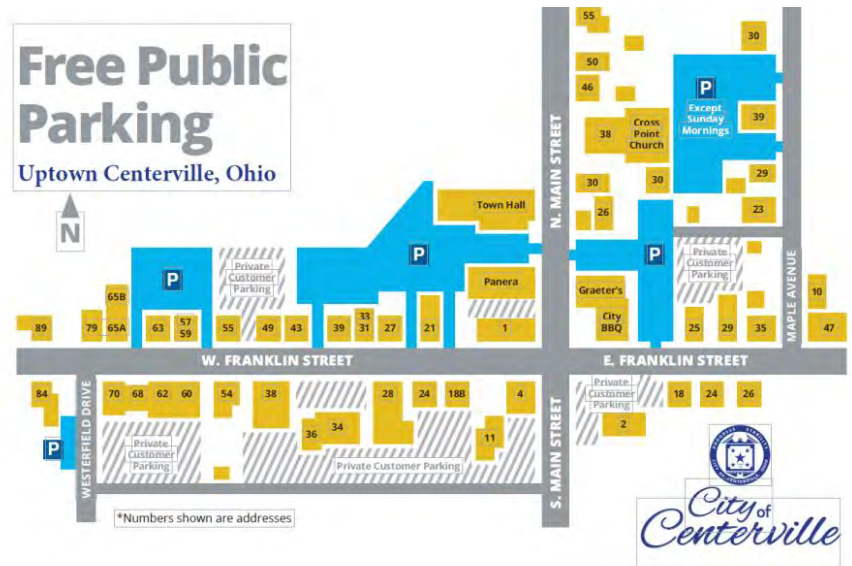 Free Public
Parking
Uptown Centerville, Ohio
N
55
30
50
46
P
Except
Sunday
Mornings
N. MAIN STREET
38
Cross
Point
Church
39
30
30
29
26
23
Town Hall
P
P
Private
Customer
Parking
P
Private
Customer
Parking
Panera
Graeter's
City
BBQ
MAPLE AVENUE
10
65B
89
79
65A
63
57
59
55
49
43
39
33
31
27
21
1
25
29
35
47
W. FRANKLIN STREET
E. FRANKLIN STREET
84
WESTERFIELD DRIVE
70
68
62
60
54
38
28
24
18B
4
Private
Customer
Parking
18
24
26
36
34
11
2
P
Private
Customer
Parking
Private Customer Parking
S. MAIN STREET
*Numbers shown are addresses
City of
Centerville